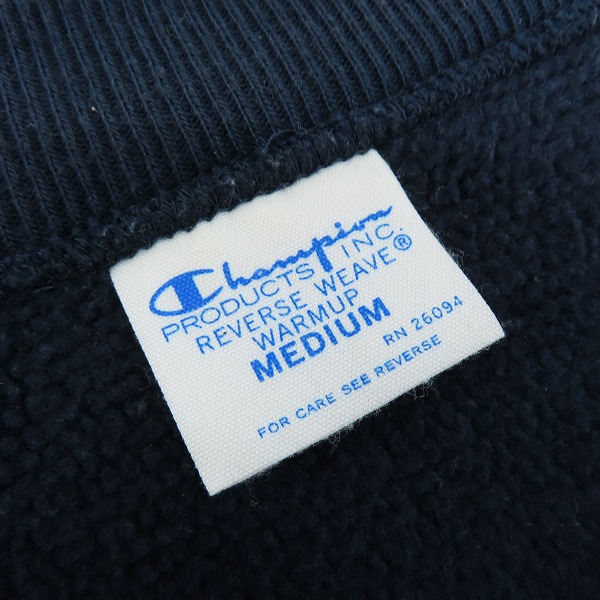 Champion
PRODUCTS INC.
REVERSE WEAVE®
WARMUP
MEDIUM
RN 26094
FOR CARE SEE REVERSE